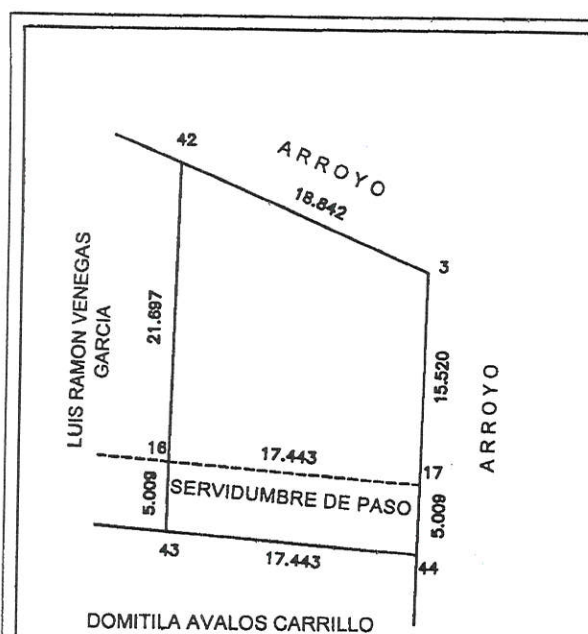 42
ARROYO
18.842
3
LUIS RAMON VENEGAS
GARCIA
21.697
15.520
ARROYO
16
17.443
17
5.009
SERVIDUMBRE DE PASO
5.009
43
17.443
44
DOMITILA AVALOS CARRILLO